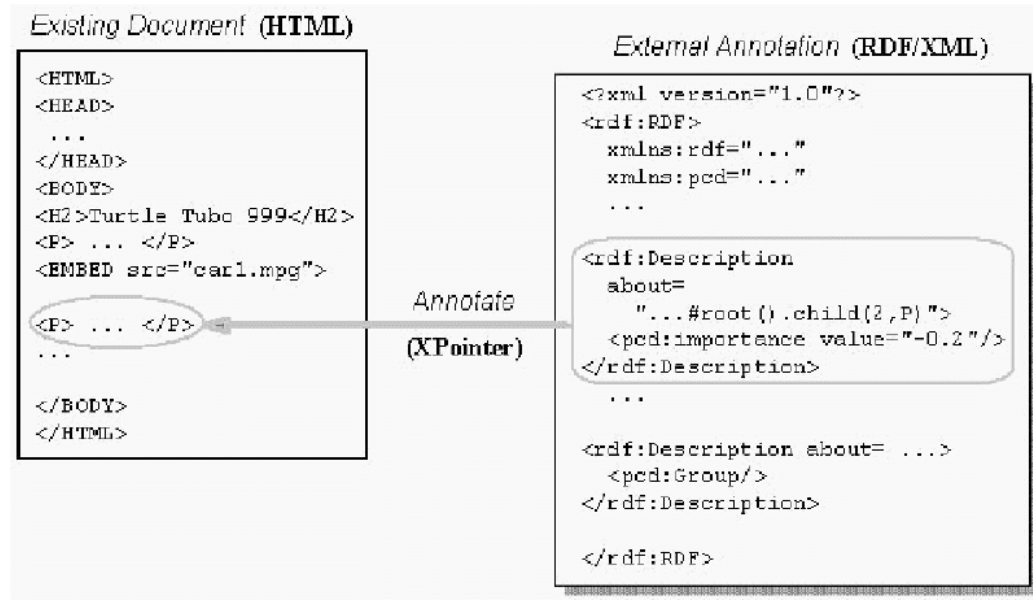 Existing Document (HTML)
<HTML>
<HEAD>
...
</HEAD>
<BODY>
<H2>Turtle Tubo 999</H2>
<P> ... </P>
<EMBED src="car1.mpg">
<P> ... </P>
...
</BODY>
</HTML>
Annotate
(XPointer)
External Annotation (RDF/XML)
<?xml version="1.0"?>
<rdf:RDF>
xmlns:rdf="..."
xmlns:pcd="..."
...
<rdf:Description
about=
"...#root().child(2,P)">
<pcd:importance value="-0.2"/>
</rdf:Description>
...
<rdf:Description about= ...>
<pcd:Group/>
</rdf:Description>
</rdf:RDF>